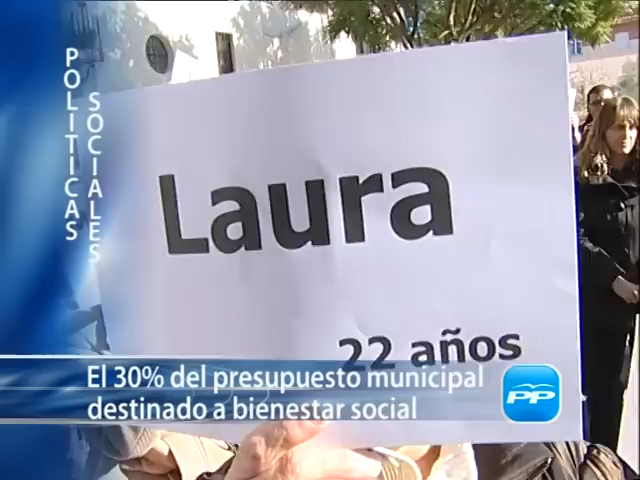 POLITICAS
SOCIALES
Laura
22 años
El 30% del presupuesto municipal
destinado a bienestar social
PP